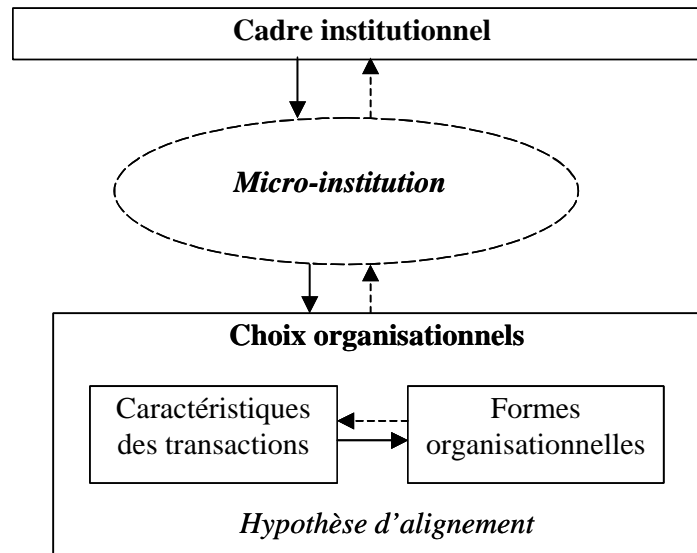 Cadre institutionnel
Micro-institution
Choix organisationnels
Caractéristiques
des transactions
Formes
organisationnelles
Hypothèse d'alignement